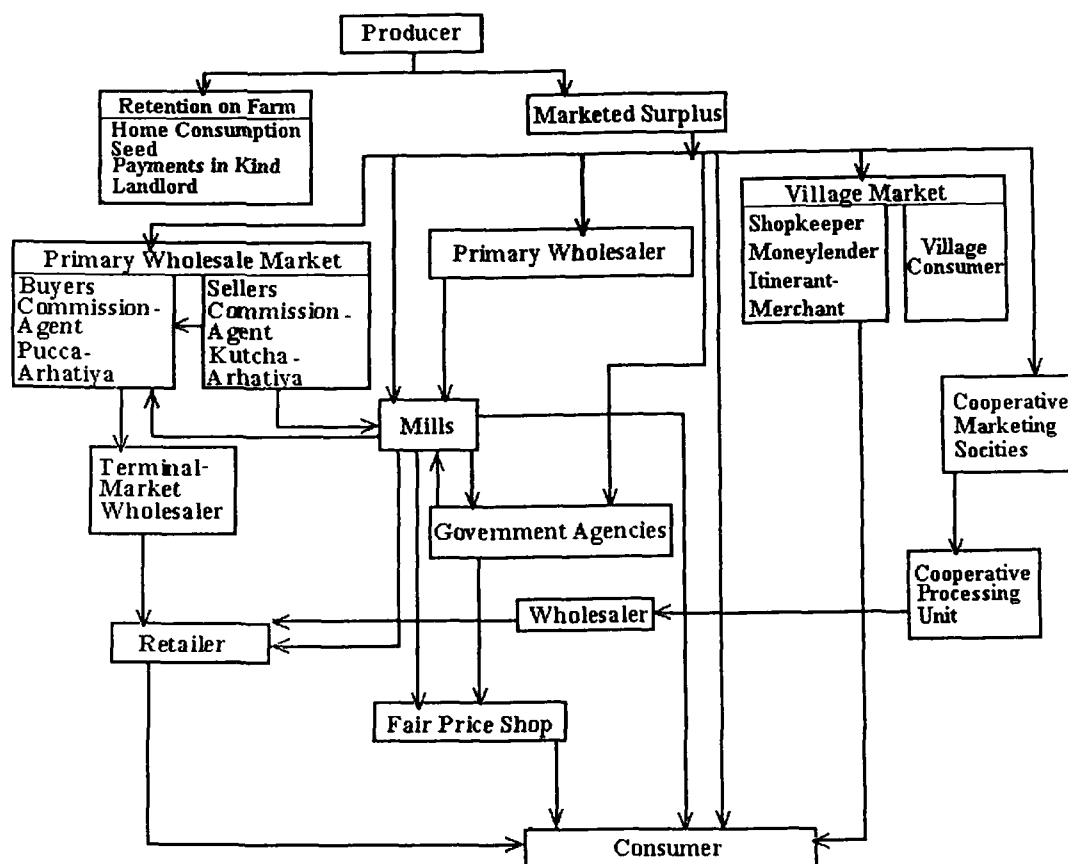 Producer
Retention on Farm
Home Consumption
Seed
Payments in Kind
Landlord
Marketed Surplus
Village Market
Shopkeeper
Moneylender
Itinerant-
Merchant
Village
Consumer
Primary Wholesale Market
Buyers
Commission-
Agent
Pucca-
Arhatiya
Sellers
Commission-
Agent
Kutcha-
Arhatiya
Primary Wholesaler
Mills
Cooperative
Marketing
Socities
Terminal-
Market
Wholesaler
Government Agencies
Cooperative
Processing
Unit
Wholesaler
Retailer
Fair Price Shop
Consumer